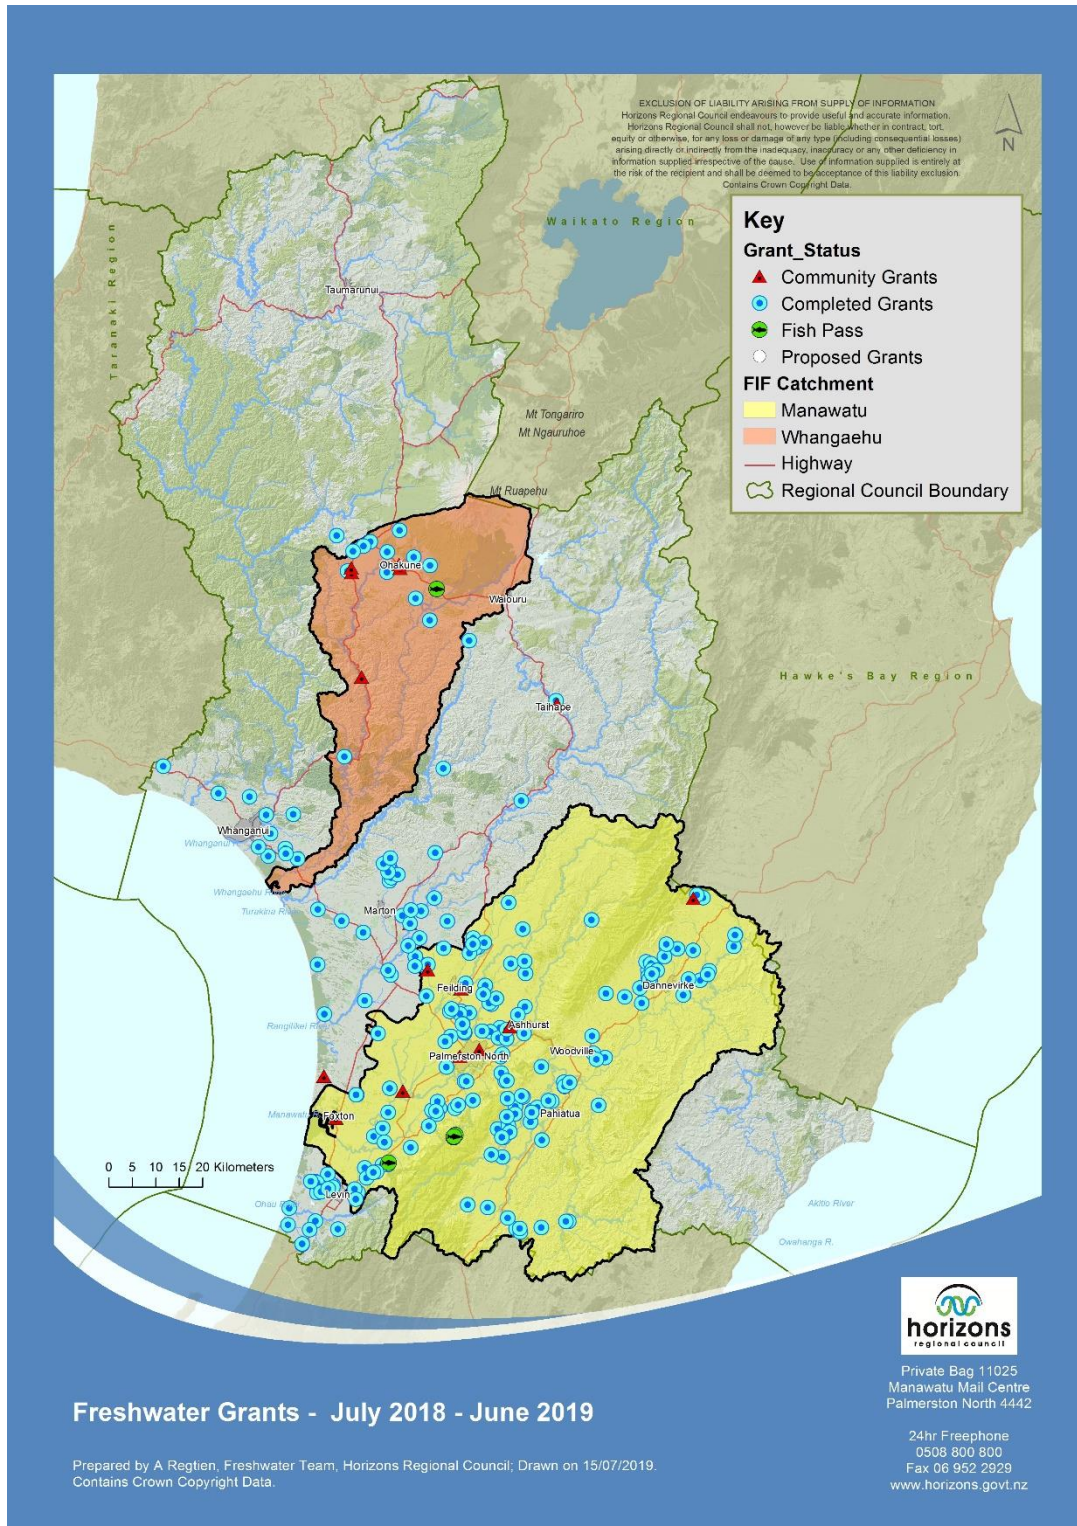 EXCLUSION OF LIABILITY ARISING FROM SUPPLY OF INFORMATION
Horizons Regional Council endeavours to provide useful and accurate information.
Horizons Regional Council shall not, however be liable whether in contract, tort,
equity or otherwise, for any loss or damage of any type (including consequential losses)
arising directly or indirectly from the inadequacy, inaccuracy or any other deficiency in
information supplied irrespective of the cause. Use of information supplied is entirely at
the risk of the recipient and shall be deemed to be acceptance of this liability exclusion.
Contains Crown Copyright Data.
N
Waikato Region
Taranaki Region
Key
Grant_Status
Community Grants
Completed Grants
Fish Pass
Proposed Grants
FIF Catchment
Manawatu
Whangaehu
Highway
Regional Council Boundary
Taumarunui
Mt Tongariro
Mt Ngauruhoe
Mt Ruapehu
Ohakune
Waiouru
Hawke's Bay Region
Taihape
Whanganui
Whanganui
Whangaehu
Turakina
Marton
Feilding
Dannevirke
Rangitikei
Ashhurst
Woodville
Palmerston North
Manawatu
Foxton
Pahiatua
0 5 10 15 20 Kilometers
Levin
Ohau
Akitio River
Owahanga R.
horizons
regional council
Private Bag 11025
Manawatu Mail Centre
Palmerston North 4442
24hr Freephone
0508 800 800
Fax 06 952 2929
www.horizons.govt.nz
Freshwater Grants - July 2018 - June 2019
Prepared by A Regtien, Freshwater Team, Horizons Regional Council; Drawn on 15/07/2019.
Contains Crown Copyright Data.